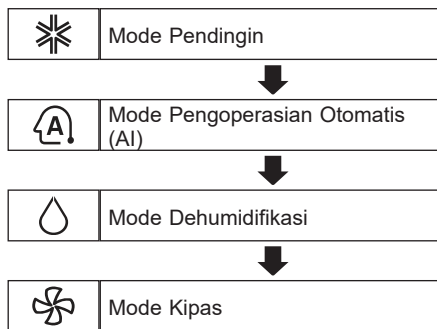 Mode Pendingin
Mode Pengoperasian Otomatis
(AI)
A
Mode Dehumidifikasi
Mode Kipas